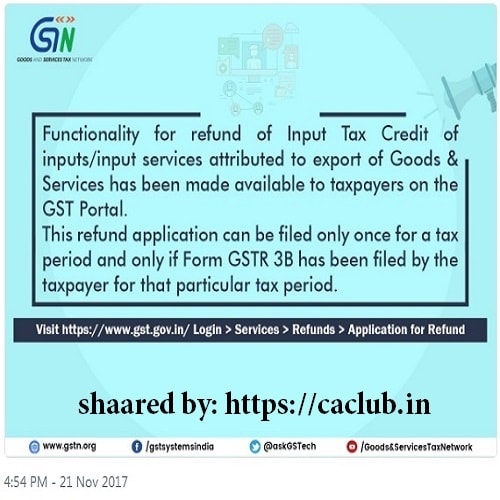 GSTN
GOODS AND SERVICES TAX NETWORK
Functionality for refund of Input Tax Credit of
inputs/input services attributed to export of Goods &
Services has been made available to taxpayers on the
GST Portal.
This refund application can be filed only once for a tax
period and only if Form GSTR 3B has been filed by the
taxpayer for that particular tax period.
Visit https://www.gst.gov.in/ Login > Services > Refunds > Application for Refund
shaared by: https://caclub.in
www.gstn.org
/gstsystemsindia
@askGSTech
/Goods&ServicesTaxNetwork
4:54 PM - 21 Nov 2017